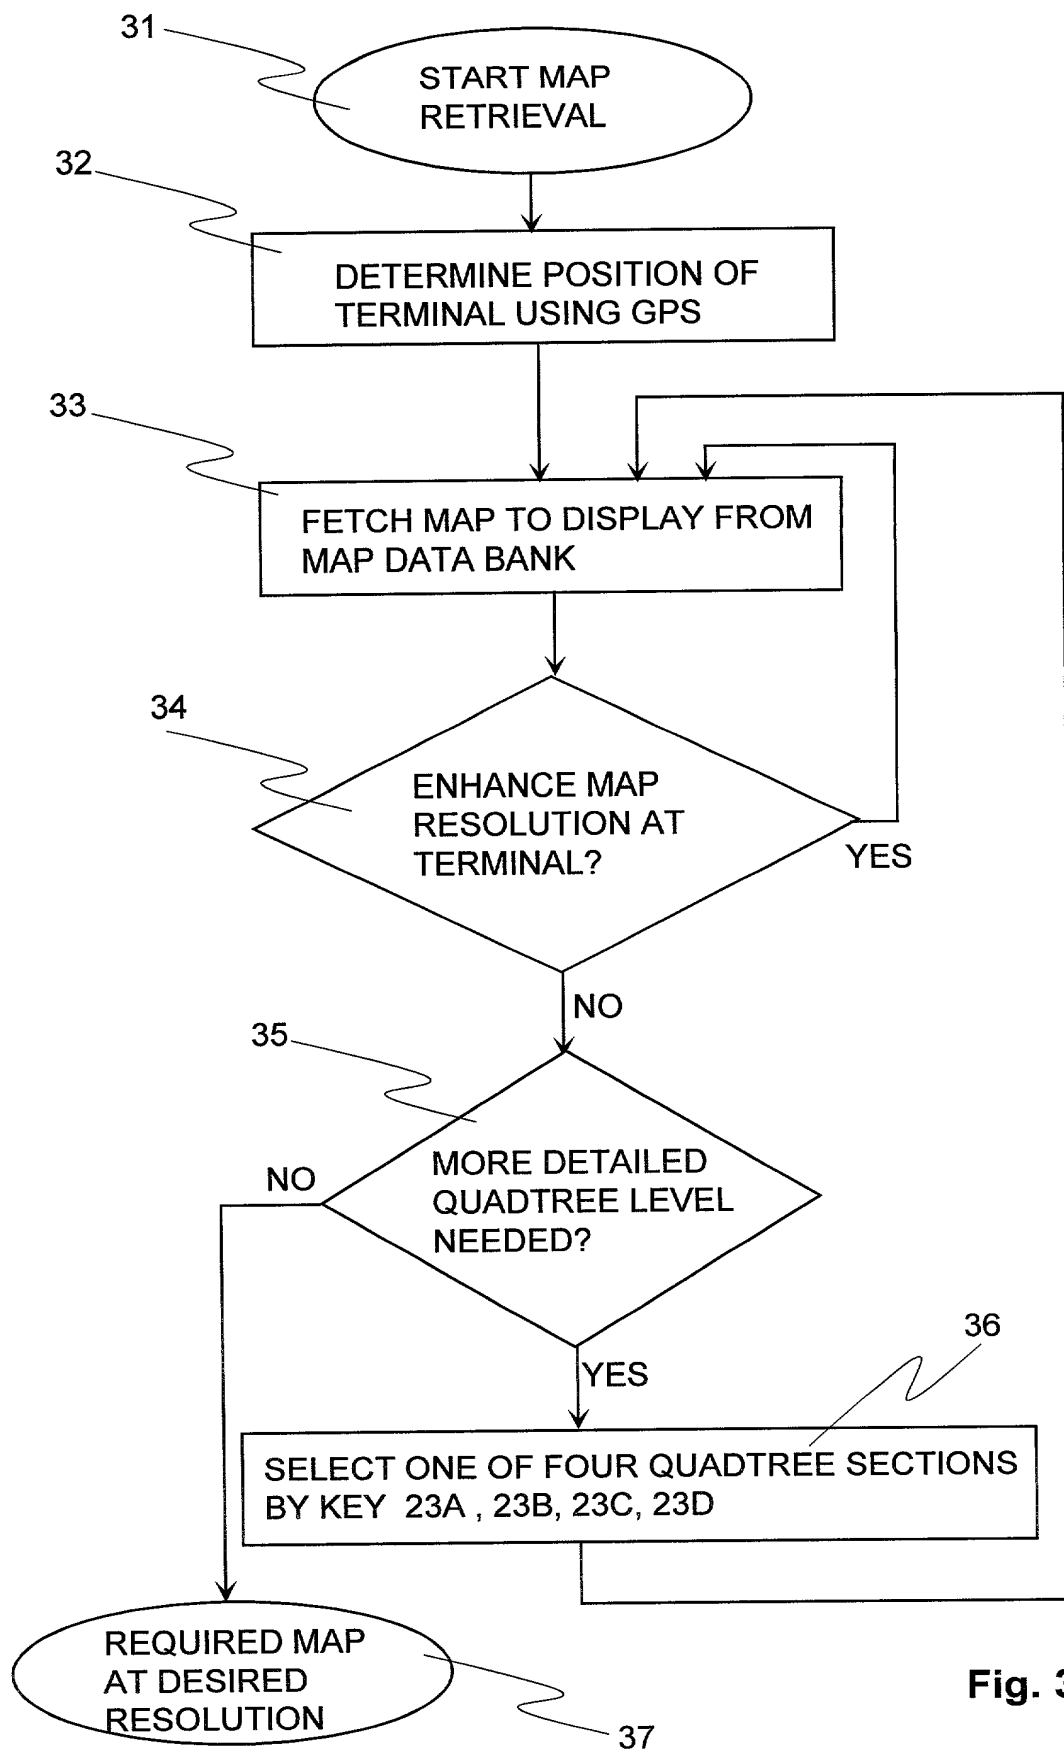 31
START MAP
RETRIEVAL
32
DETERMINE POSITION OF
TERMINAL USING GPS
33
FETCH MAP TO DISPLAY FROM
MAP DATA BANK
34
ENHANCE MAP
RESOLUTION AT
TERMINAL?
YES
NO
35
MORE DETAILED
QUADTREE LEVEL
NEEDED?
NO
YES
36
SELECT ONE OF FOUR QUADTREE SECTIONS
BY KEY 23A , 23B, 23C, 23D
REQUIRED MAP
AT DESIRED
RESOLUTION
37
Fig. 3